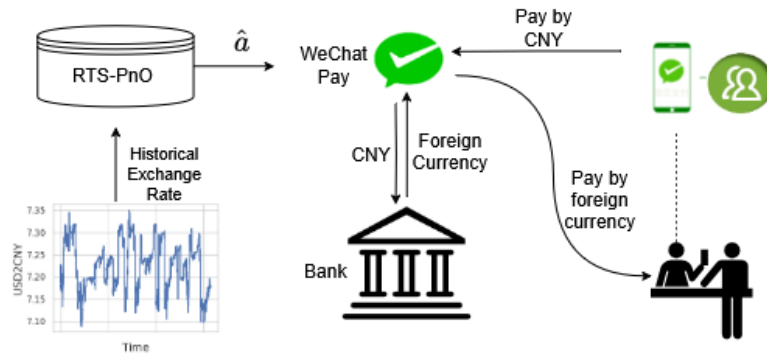 RTS-PnO
â
WeChat
Pay
Pay by
CNY
Historical
Exchange
Rate
CNY
Foreign
Currency
Pay by
foreign
currency
Bank
USD2CNY
7.35
7.30
7.25
7.20
7.15
7.10
Time